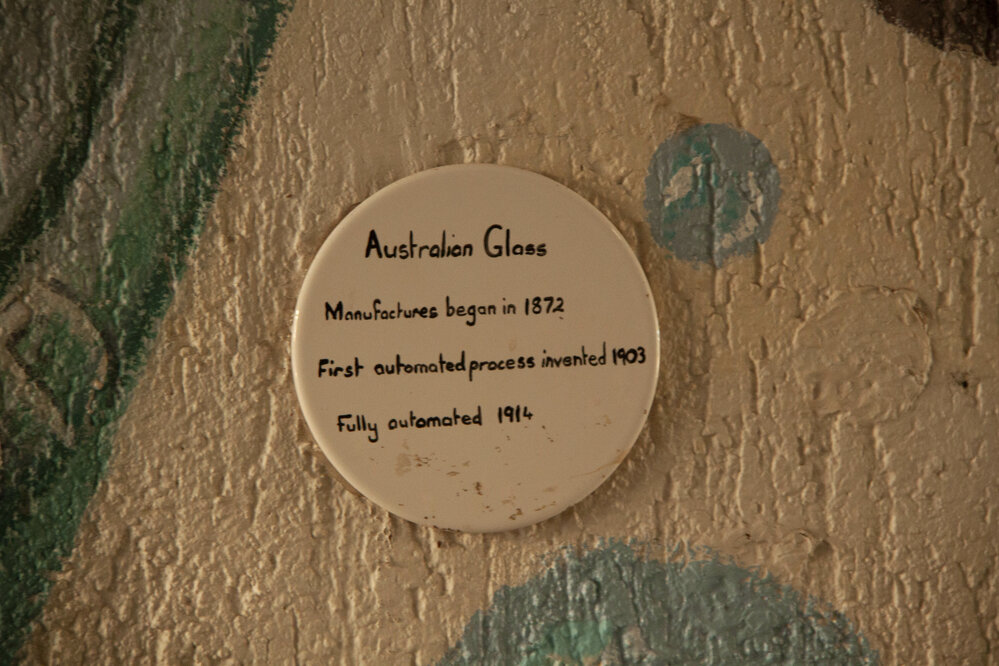 Australian Glass
Manufactures began in 1872
First automated process invented 1903
Fully automated 1914